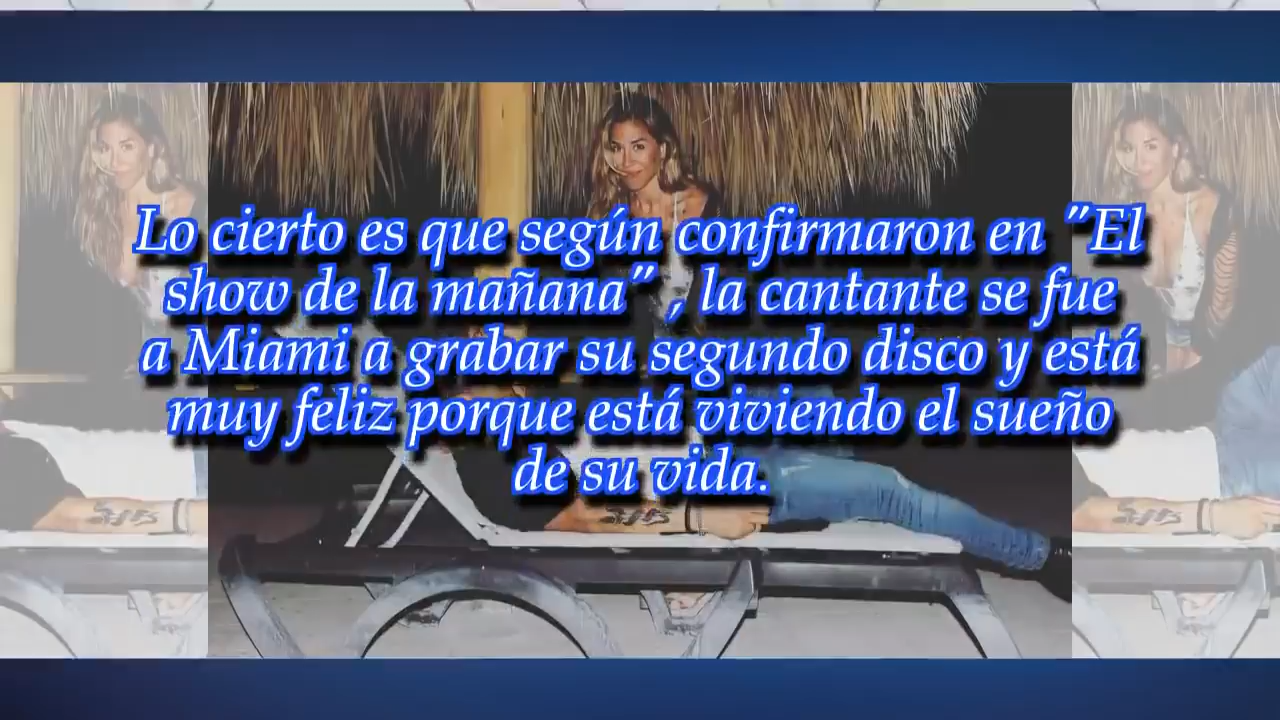 Lo cierto es que según confirmaron en "El
show de la mañana" , la cantante se fue
a Miami a grabar su segundo disco y está
muy feliz porque está viviendo el sueño
de su vida.